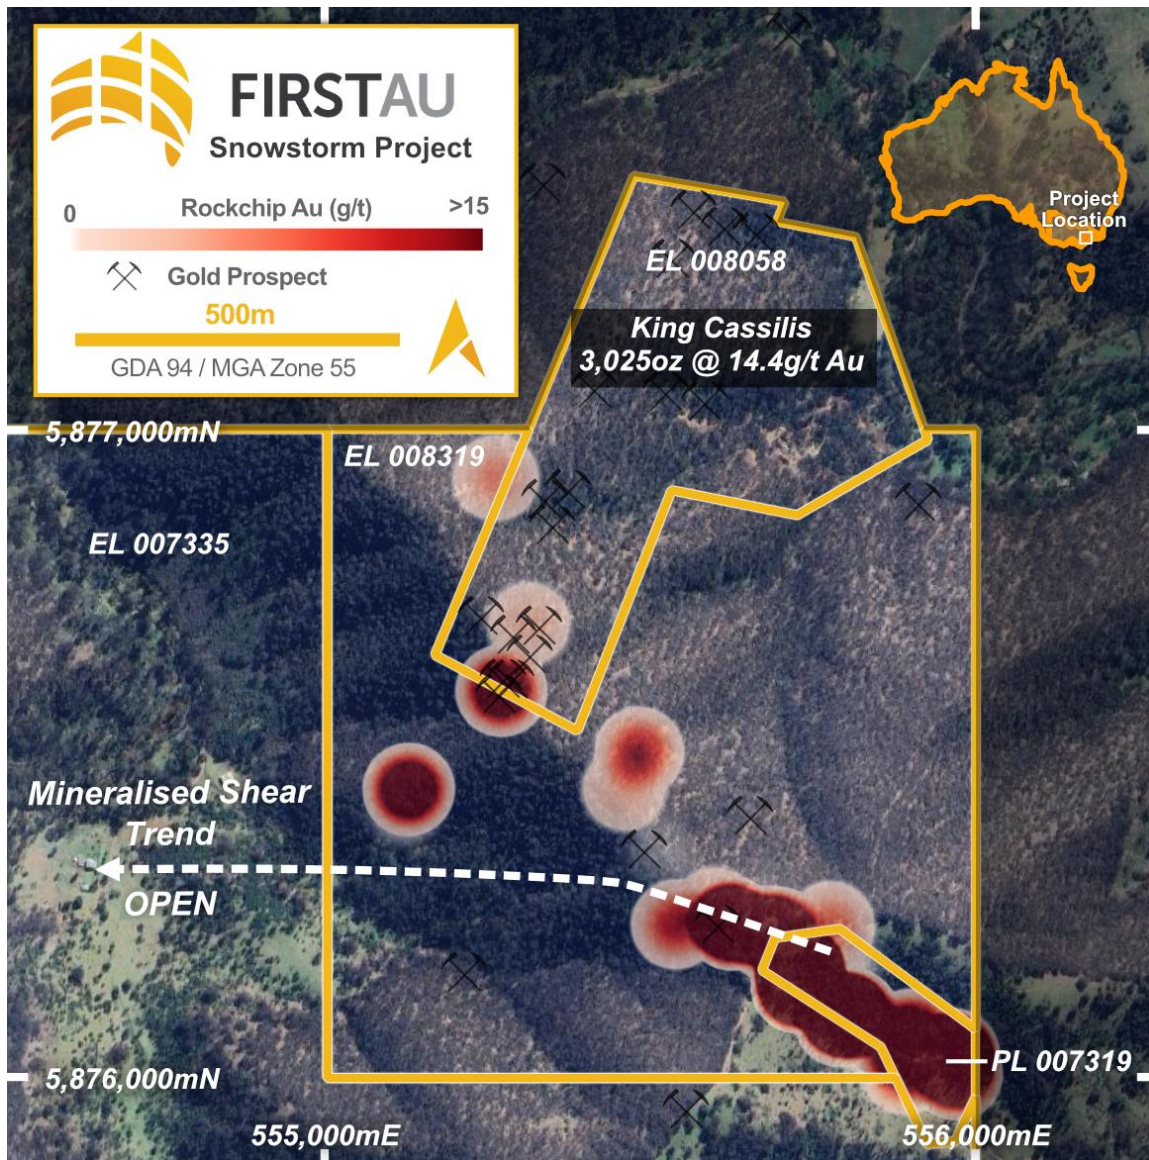 FIRSTAU
Snowstorm Project
0
Rockchip Au (g/t)
>15
Gold Prospect
500m
GDA 94 / MGA Zone 55
Project
Location
EL 008058
King Cassilis
3,025oz @ 14.4g/t Au
5,877,000mN
EL 008319
EL 007335
Mineralised Shear
Trend
OPEN
PL 007319
5,876,000mN
555,000mE
556,000mE